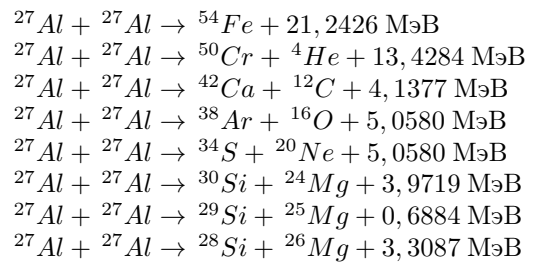 ²⁷Al + ²⁷Al → ⁵⁴Fe + 21,2426 МэВ
²⁷Al + ²⁷Al → ⁵⁰Cr + ⁴He + 13,4284 МэВ
²⁷Al + ²⁷Al → ⁴²Ca + ¹²C + 4,1377 МэВ
²⁷Al + ²⁷Al → ³⁸Ar + ¹⁶O + 5,0580 МэВ
²⁷Al + ²⁷Al → ³⁴S + ²⁰Ne + 5,0580 МэВ
²⁷Al + ²⁷Al → ³⁰Si + ²⁴Mg + 3,9719 МэВ
²⁷Al + ²⁷Al → ²⁹Si + ²⁵Mg + 0,6884 МэВ
²⁷Al + ²⁷Al → ²⁸Si + ²⁶Mg + 3,3087 МэВ